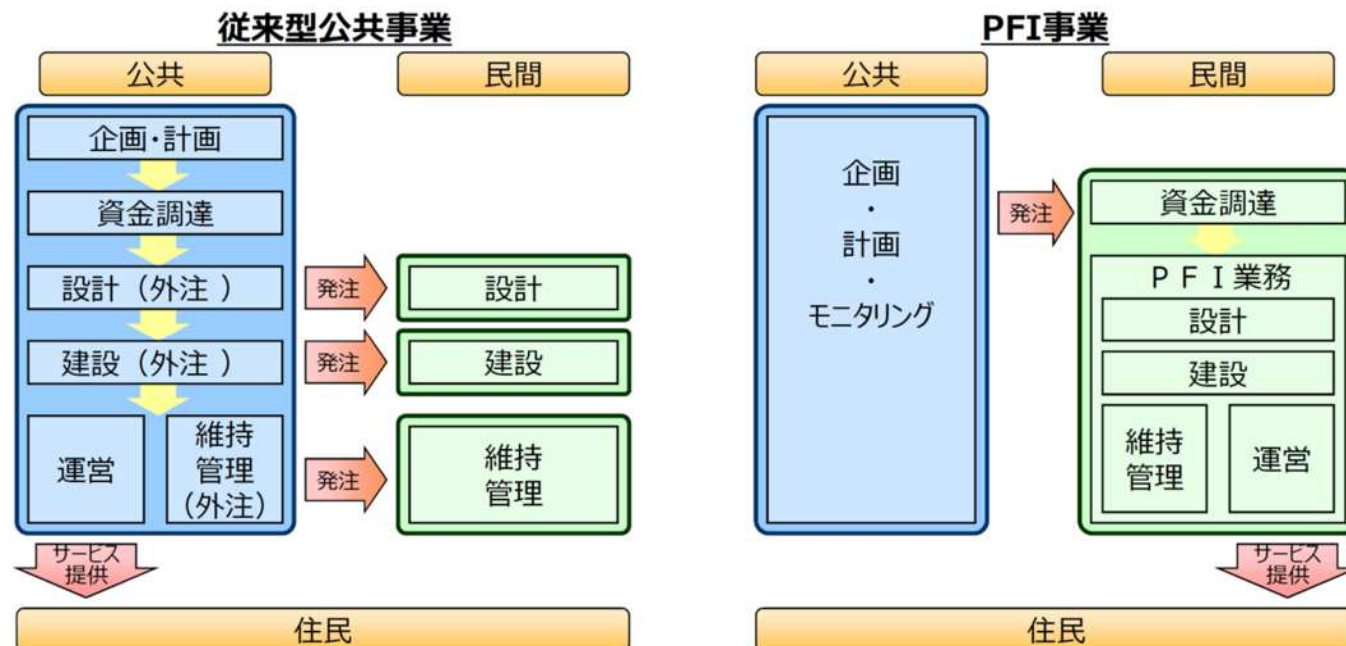 従来型公共事業
公共
民間
企画・計画
資金調達
設計（外注 ）
発注
設計
建設（外注 ）
発注
建設
運営
維持
管理
(外注)
発注
維持
管理
サービス
提供
住民
PFI事業
公共
民間
企画
・
計画
・
モニタリング
発注
資金調達
ＰＦＩ業務
設計
建設
維持
管理
運営
サービス
提供
住民